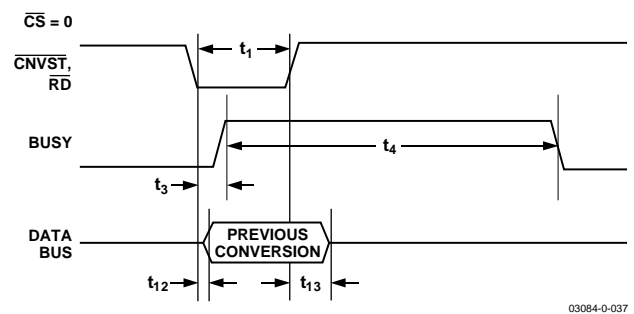 CS = 0
CNVST,
RD
t1
BUSY
t4
t3
DATA
BUS
PREVIOUS
CONVERSION
t12
t13
03084-0-037